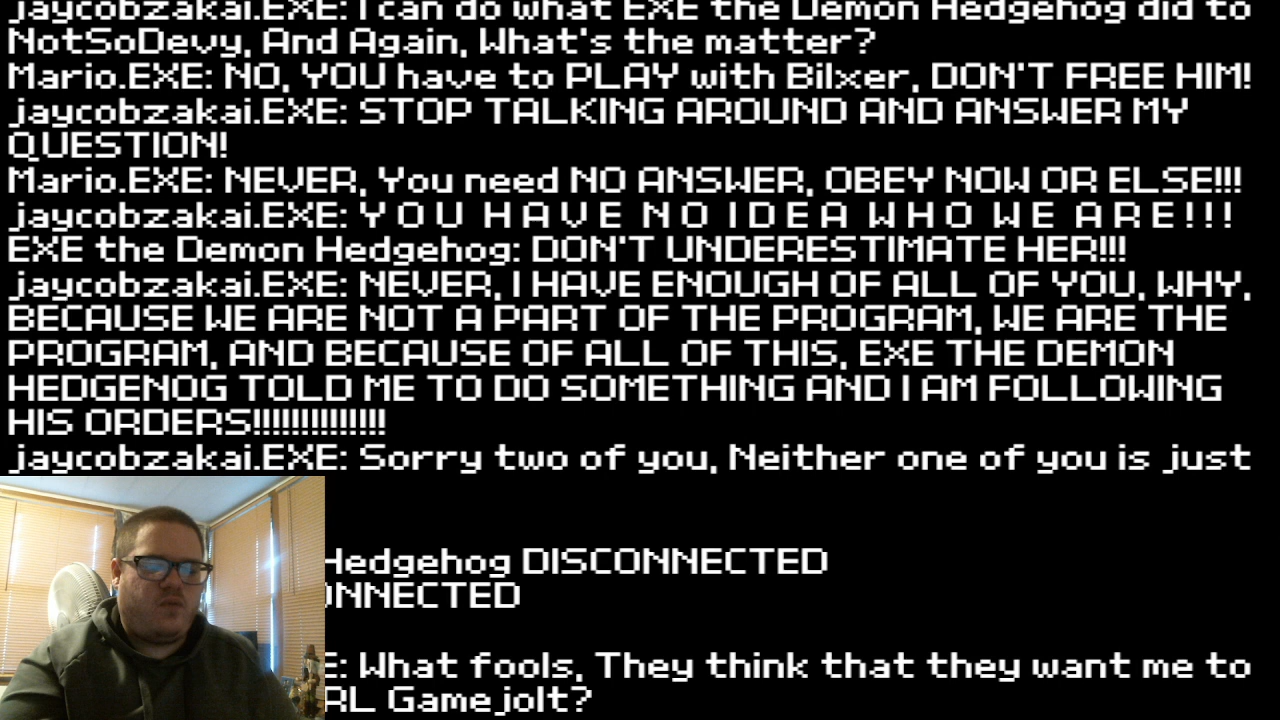 jaycobzakai.EXE: I can do what EXE the Demon Hedgehog did to
NotSoDevy, And Again, What's the matter?
Mario.EXE: NO, YOU have to PLAY with Bilxer, DON'T FREE HIM!
jaycobzakai.EXE: STOP TALKING AROUND AND ANSWER MY
QUESTION!
Mario.EXE: NEVER, You need NO ANSWER, OBEY NOW OR ELSE!!!
jaycobzakai.EXE: Y O U H A V E N O I D E A W H O W E A R E ! ! !
EXE the Demon Hedgehog: DON'T UNDERESTIMATE HER!!!
jaycobzakai.EXE: NEVER, I HAVE ENOUGH OF ALL OF YOU, WHY,
BECAUSE WE ARE NOT A PART OF THE PROGRAM, WE ARE THE
PROGRAM, AND BECAUSE OF ALL OF THIS, EXE THE DEMON
HEDGENOG TOLD ME TO DO SOMETHING AND I AM FOLLOWING
HIS ORDERS!!!!!!!!!!!!!!
jaycobzakai.EXE: Sorry two of you, Neither one of you is just
Hedgehog DISCONNECTED
NNECTED
E: What fools, They think that they want me to
RL Gamejolt?